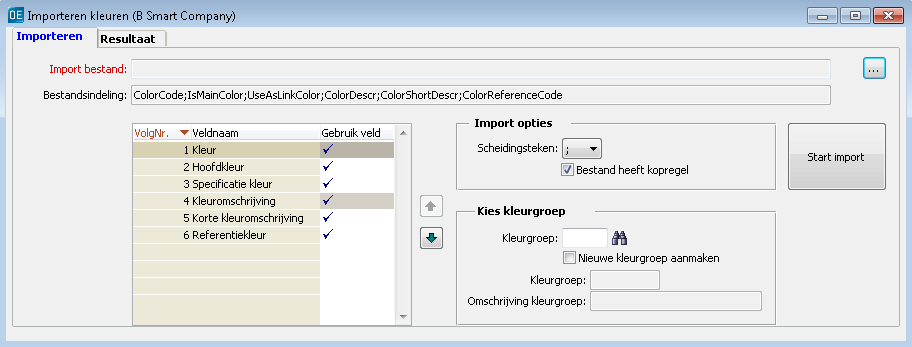 OE Importeren kleuren (B Smart Company)
Importeren Resultaat
Import bestand: ...
Bestandsindeling: ColorCode;IsMainColor;UseAsLinkColor;ColorDescr;ColorShortDescr;ColorReferenceCode
VolgNr. Veldnaam Gebruik veld
1 Kleur
2 Hoofdkleur
3 Specificatie kleur
4 Kleuromschrijving
5 Korte kleuromschrijving
6 Referentiekleur
Import opties
Scheidingsteken: ;
Bestand heeft kopregel
Start import
Kies kleurgroep
Kleurgroep:
Nieuwe kleurgroep aanmaken
Kleurgroep:
Omschrijving kleurgroep: